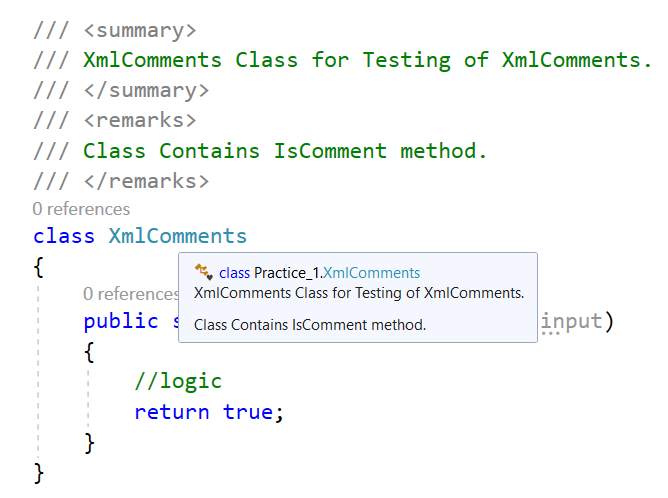 /// <summary>
/// XmlComments Class for Testing of XmlComments.
/// </summary>
/// <remarks>
/// Class Contains IsComment method.
/// </remarks>
0 references
class XmlComments
{
class Practice_1.XmlComments
XmlComments Class for Testing of XmlComments.
Class Contains IsComment method.
0 references
public input)
{
//logic
return true;
}
}